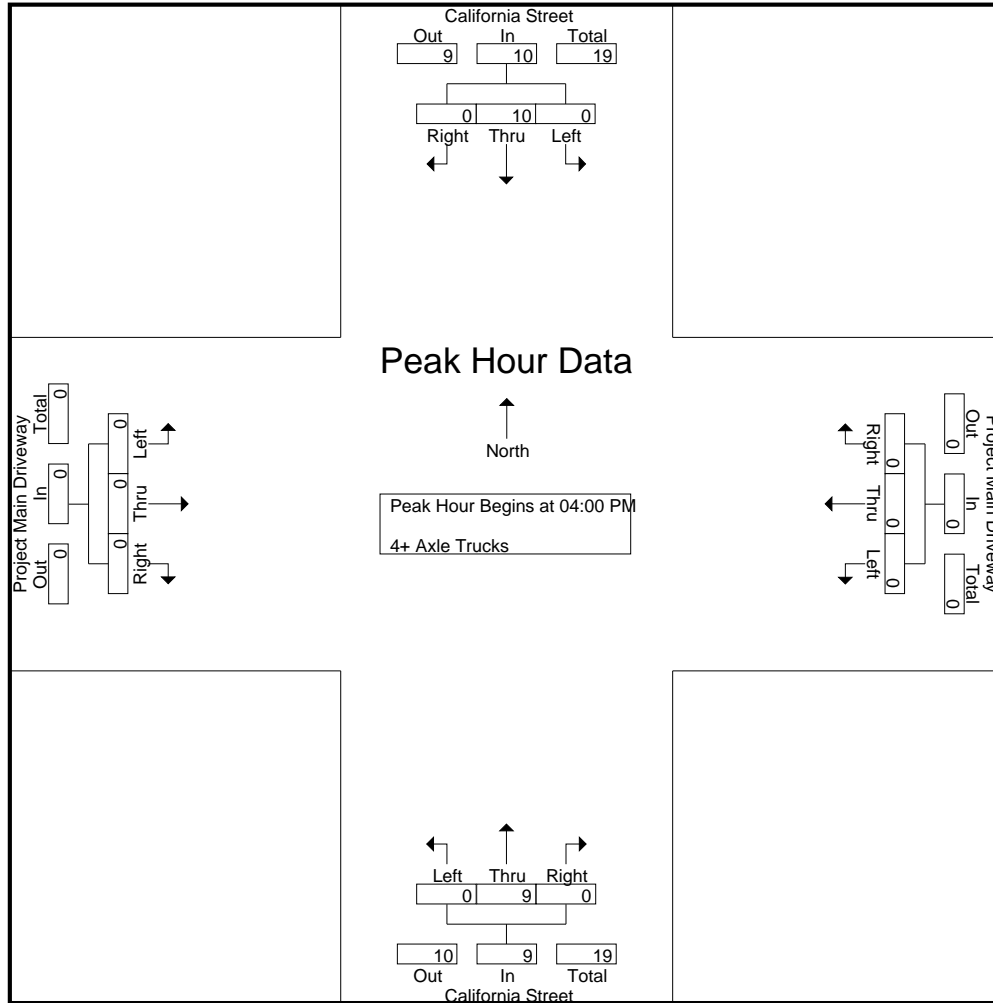 California Street
Out In Total
9 10 19
0 10 0
Right Thru Left
Peak Hour Data
North
Peak Hour Begins at 04:00 PM
4+ Axle Trucks
Project Main Driveway
Out In Total
0 0 0
0 0 0
Right Thru Left
Project Main Driveway
Out In Total
0 0 0
0 0 0
Right Thru Left
Left Thru Right
0 9 0
10 9 19
Out In Total
California Street